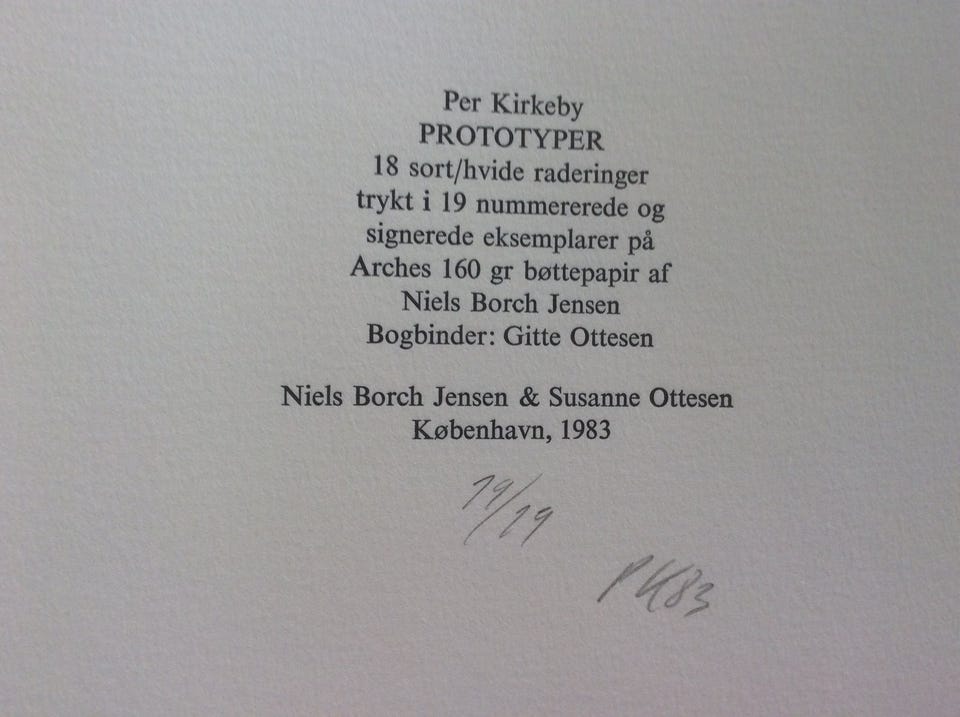 Per Kirkeby
PROTOTYPER
18 sort/hvide raderinger
trykt i 19 nummererede og
signerede eksemplarer på
Arches 160 gr bøttepapir af
Niels Borch Jensen
Bogbinder: Gitte Ottesen
Niels Borch Jensen & Susanne Ottesen
København, 1983
19/19
PK83